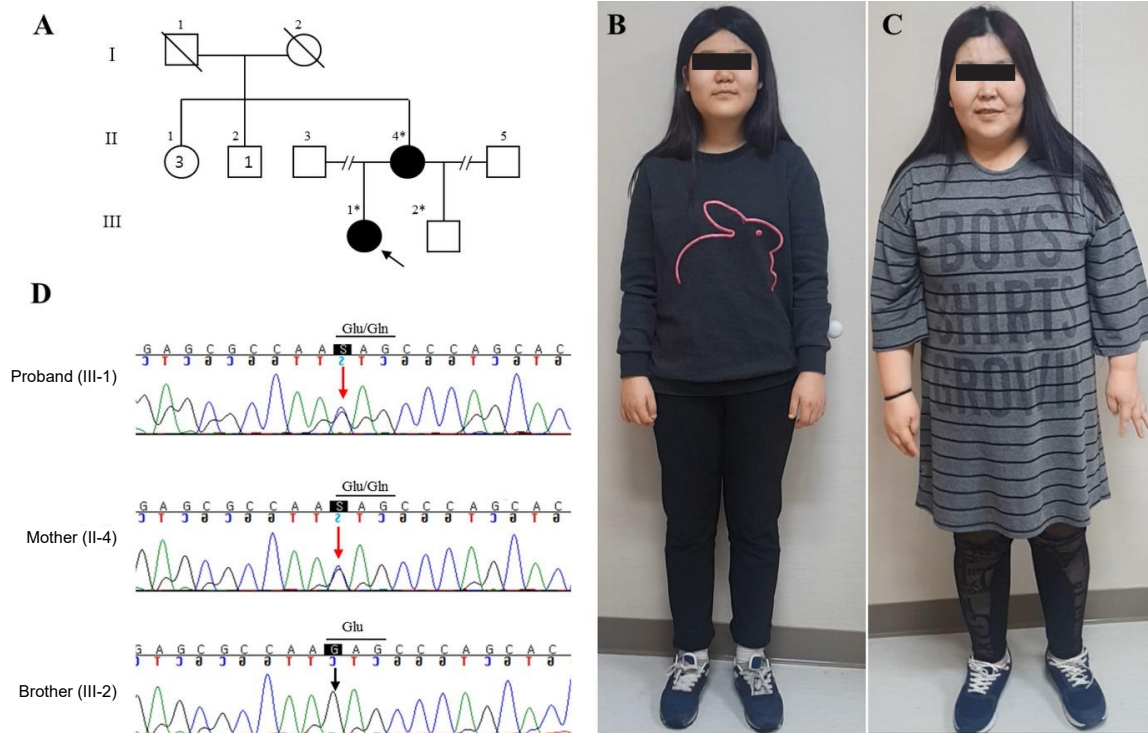 A
B
C
I
1
2
II
1
2
3
4*
5
3
1
III
1*
2*
D
Glu/Gln
G A G C G C C A A S A G C C C A G C A C
C T C G C G G T T S T C G G G T C G T G
Proband (III-1)
Glu/Gln
G A G C G C C A A S A G C C C A G C A C
C T C G C G G T T S T C G G G T C G T G
Mother (II-4)
Glu
G A G C G C C A A G A G C C C A G C A C
C T C G C G G T T C T C G G G T C G T G
Brother (III-2)
BOYS
SHIRTS